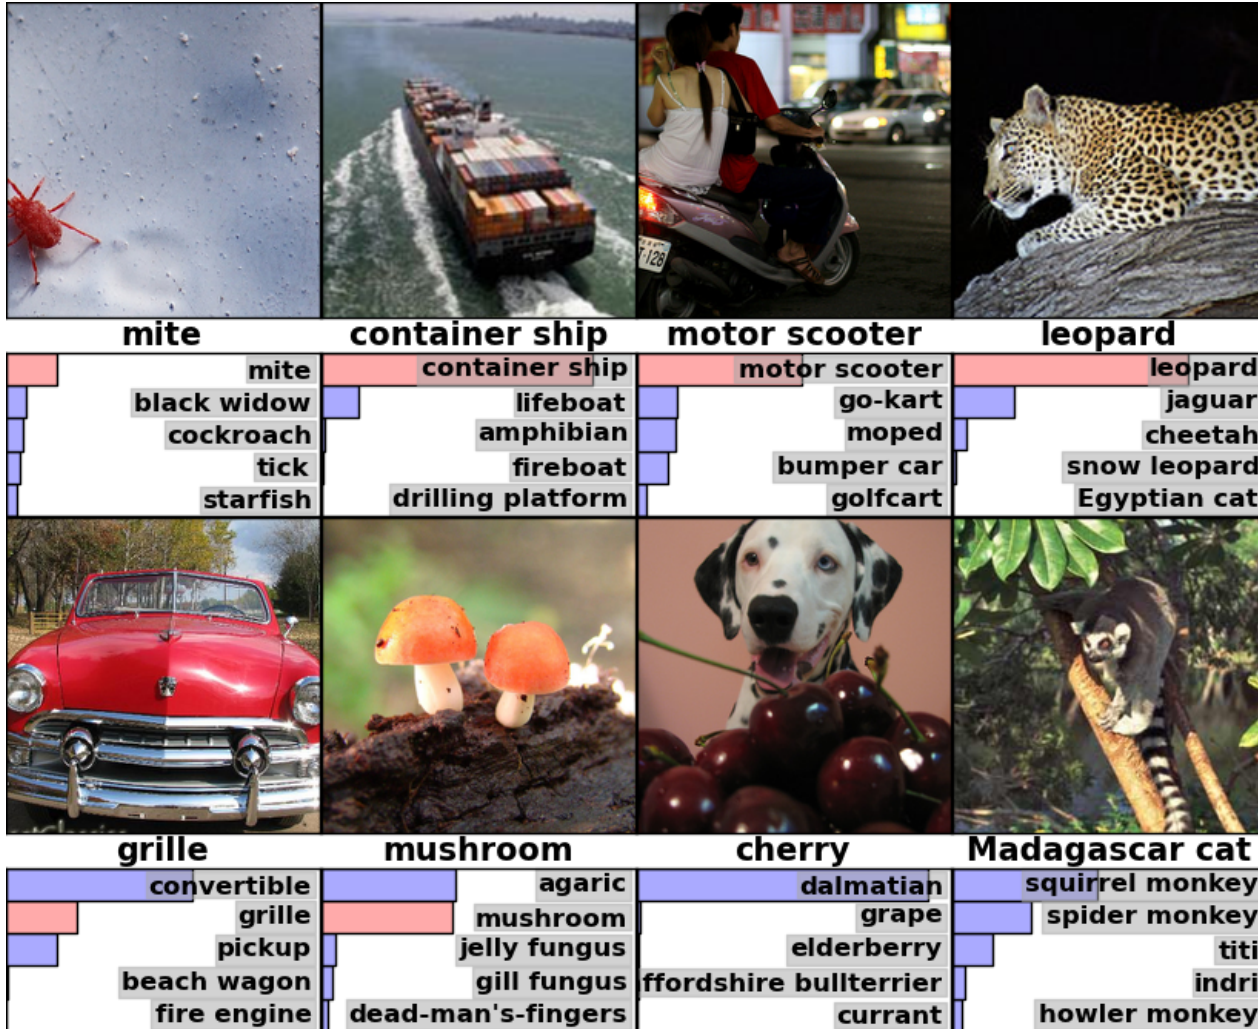 T-128
mite
container ship
motor scooter
leopard
mite
black widow
cockroach
tick
starfish
container ship
lifeboat
amphibian
fireboat
drilling platform
motor scooter
go-kart
moped
bumper car
golfcart
leopard
jaguar
cheetah
snow leopard
Egyptian cat
grille
mushroom
cherry
Madagascar cat
convertible
grille
pickup
beach wagon
fire engine
agaric
mushroom
jelly fungus
gill fungus
dead-man's-fingers
dalmatian
grape
elderberry
ffordshire bullterrier
currant
squirrel monkey
spider monkey
titi
indri
howler monkey